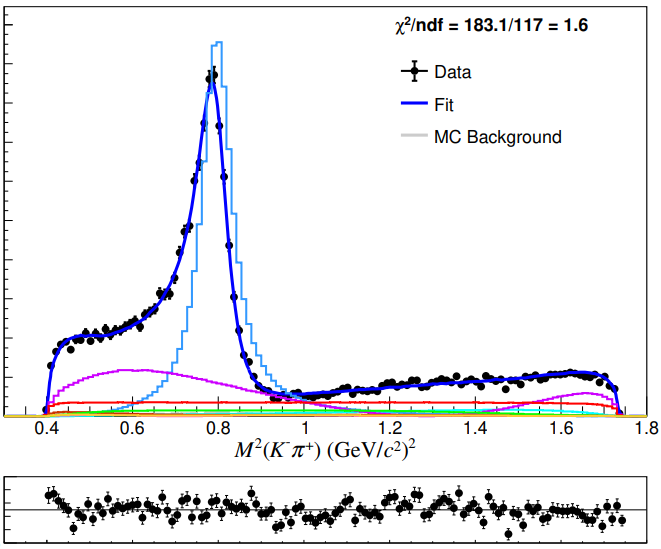 χ²/ndf = 183.1/117 = 1.6
Data
Fit
MC Background
0.4 0.6 0.8 1 1.2 1.4 1.6 1.8
M²(K⁻π⁺) (GeV/c²)²